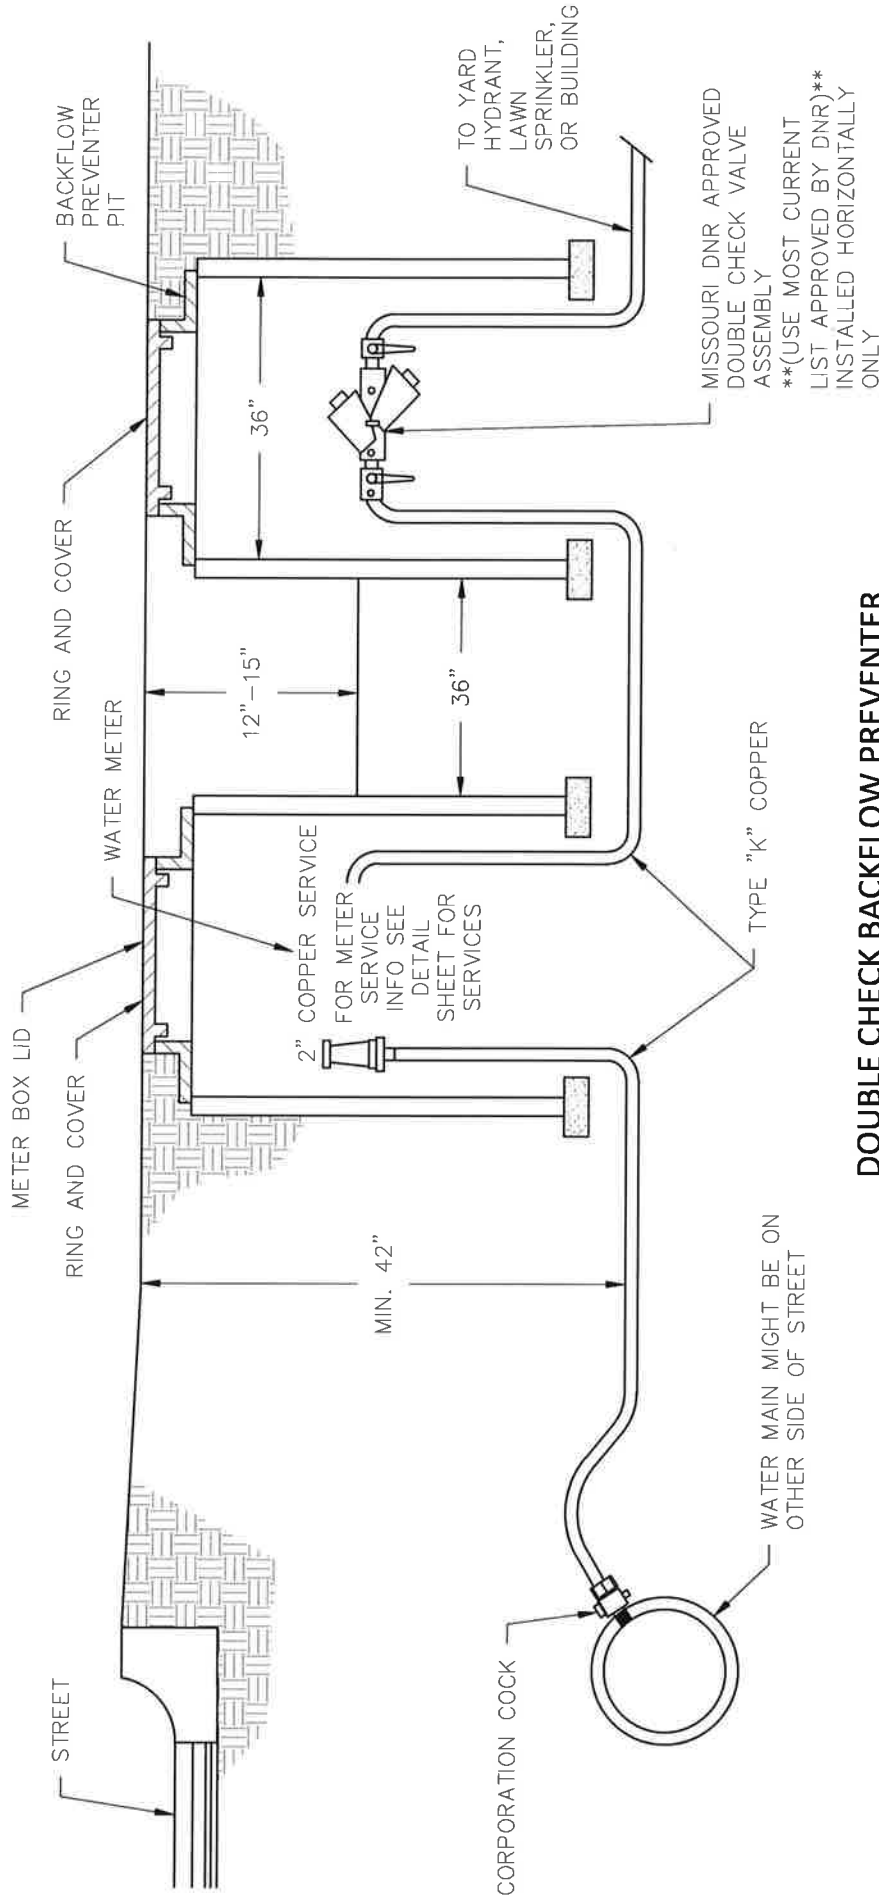 STREET
METER BOX LID
RING AND COVER
WATER METER
RING AND COVER
BACKFLOW
PREVENTER
PIT
12"-15"
36"
36"
MIN. 42"
2" COPPER SERVICE
FOR METER
SERVICE
INFO SEE
DETAIL
SHEET FOR
SERVICES
TO YARD
HYDRANT,
LAWN
SPRINKLER,
OR BUILDING
CORPORATION COCK
WATER MAIN MIGHT BE ON
OTHER SIDE OF STREET
TYPE "K" COPPER
MISSOURI DNR APPROVED
DOUBLE CHECK VALVE
ASSEMBLY
**(USE MOST CURRENT
LIST APPROVED BY DNR)**
INSTALLED HORIZONTALLY
ONLY
DOUBLE CHECK BACKFLOW PREVENTER